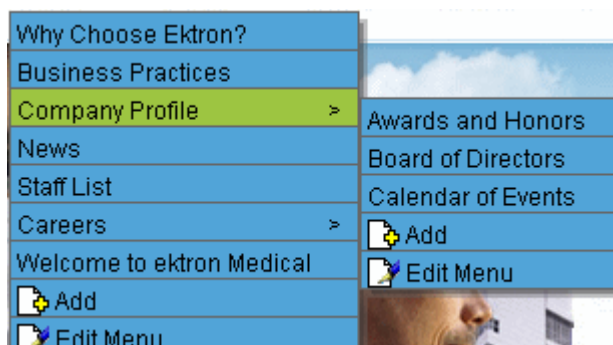 Why Choose Ektron?
Business Practices
Company Profile >
News
Staff List
Careers >
Welcome to ektron Medical
Add
Edit Menu
Awards and Honors
Board of Directors
Calendar of Events
Add
Edit Menu